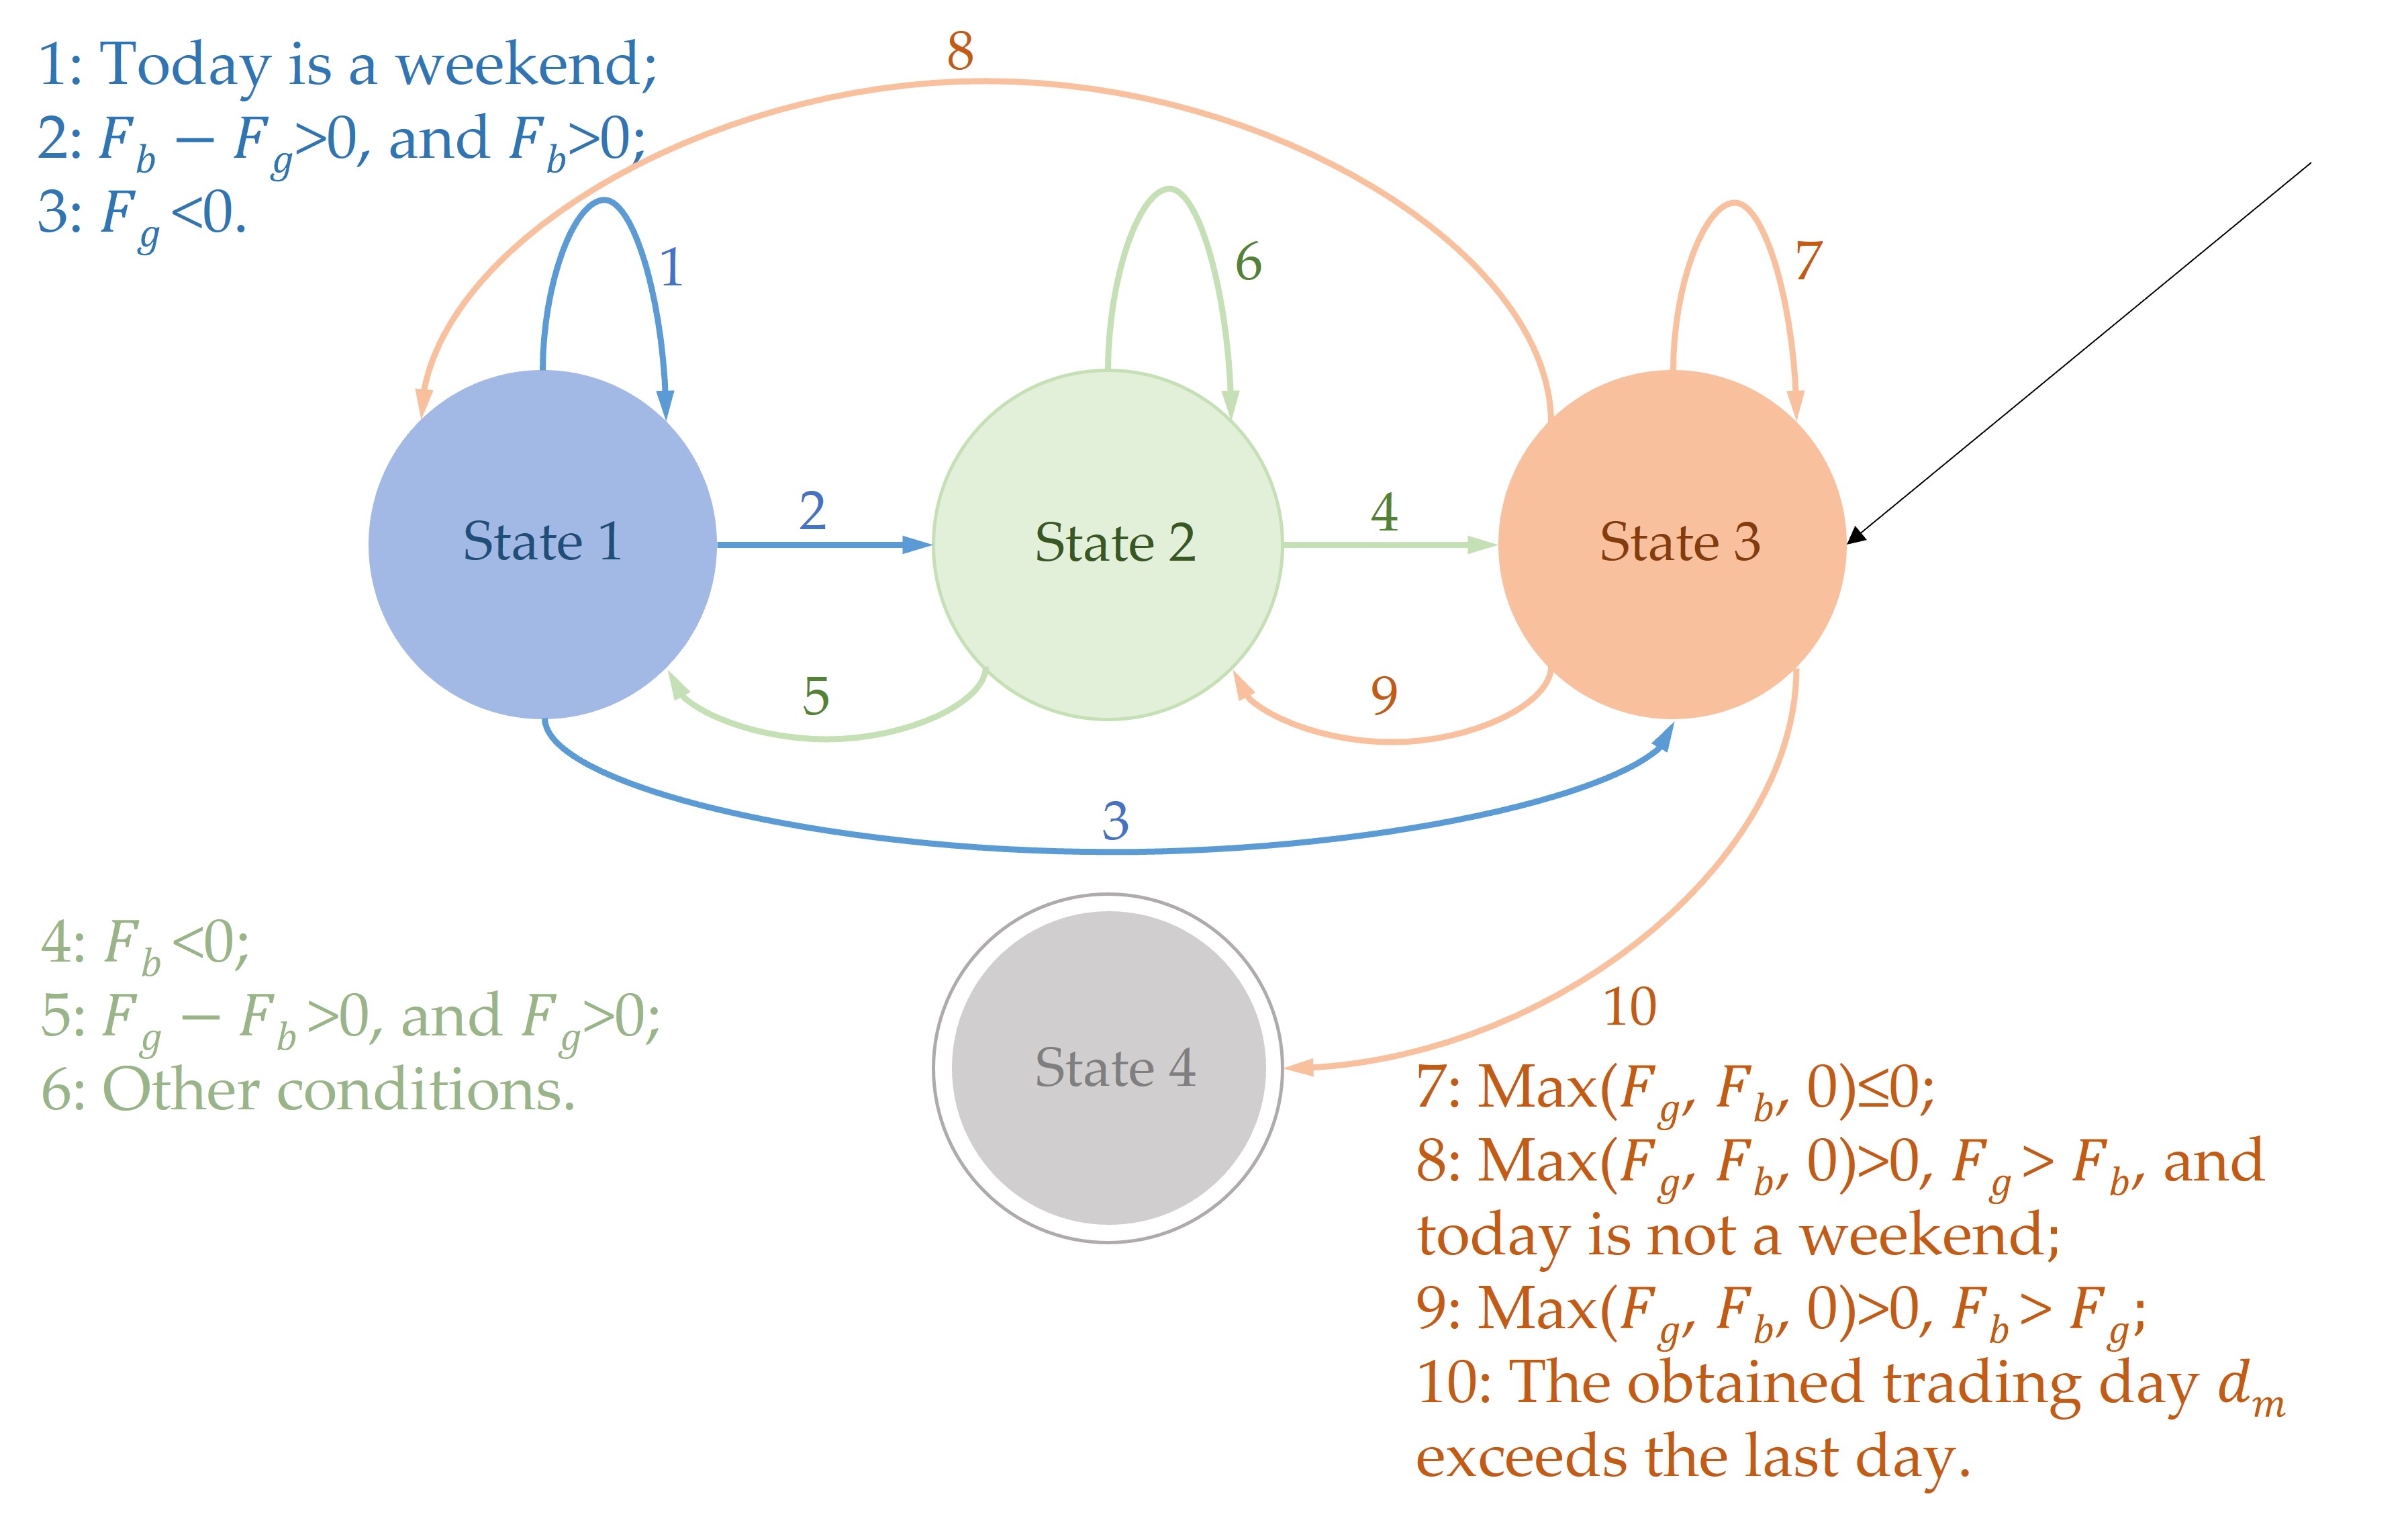 8
1: Today is a weekend;
2: F_b − F_g>0, and F_b>0;
3: F_g<0.
1
6
7
State 1
2
State 2
4
State 3
5
9
3
4: F_b<0;
5: F_g − F_b>0, and F_g>0;
6: Other conditions.
State 4
10
7: Max(F_g, F_b, 0)≤0;
8: Max(F_g, F_b, 0)>0, F_g> F_b, and
today is not a weekend;
9: Max(F_g, F_b, 0)>0, F_b> F_g;
10: The obtained trading day d_m
exceeds the last day.